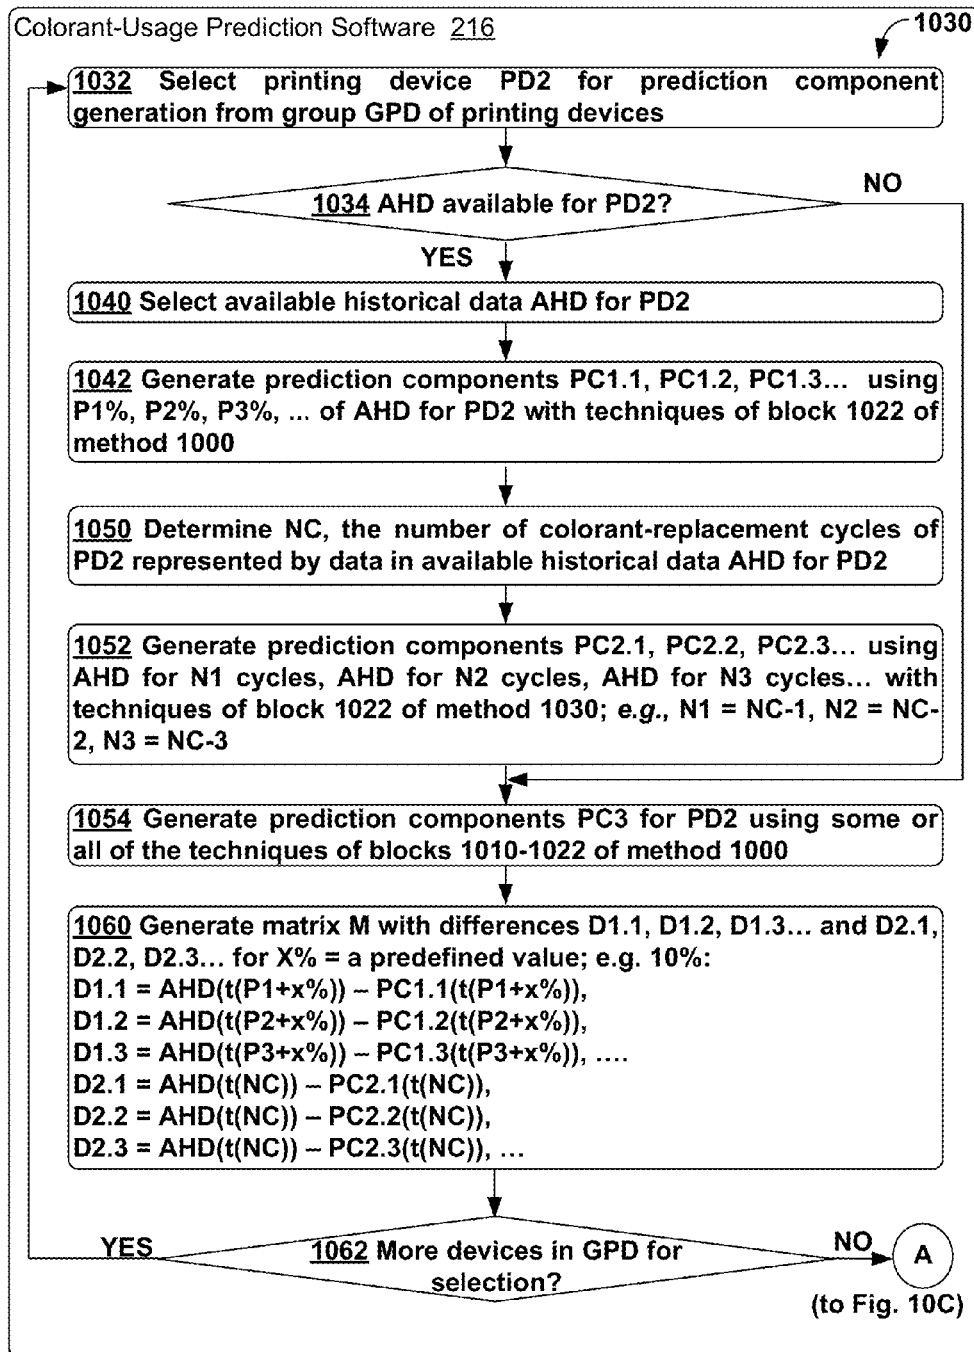 Colorant-Usage Prediction Software 216
1030
1032 Select printing device PD2 for prediction component
generation from group GPD of printing devices
1034 AHD available for PD2?
NO
YES
1040 Select available historical data AHD for PD2
1042 Generate prediction components PC1.1, PC1.2, PC1.3... using
P1%, P2%, P3%, ... of AHD for PD2 with techniques of block 1022 of
method 1000
1050 Determine NC, the number of colorant-replacement cycles of
PD2 represented by data in available historical data AHD for PD2
1052 Generate prediction components PC2.1, PC2.2, PC2.3... using
AHD for N1 cycles, AHD for N2 cycles, AHD for N3 cycles... with
techniques of block 1022 of method 1030; e.g., N1 = NC-1, N2 = NC-
2, N3 = NC-3
1054 Generate prediction components PC3 for PD2 using some or
all of the techniques of blocks 1010-1022 of method 1000
1060 Generate matrix M with differences D1.1, D1.2, D1.3... and D2.1,
D2.2, D2.3... for X% = a predefined value; e.g. 10%:
D1.1 = AHD(t(P1+x%)) – PC1.1(t(P1+x%)),
D1.2 = AHD(t(P2+x%)) – PC1.2(t(P2+x%)),
D1.3 = AHD(t(P3+x%)) – PC1.3(t(P3+x%)), ....
D2.1 = AHD(t(NC)) – PC2.1(t(NC)),
D2.2 = AHD(t(NC)) – PC2.2(t(NC)),
D2.3 = AHD(t(NC)) – PC2.3(t(NC)), ...
YES
1062 More devices in GPD for
selection?
NO
A
(to Fig. 10C)